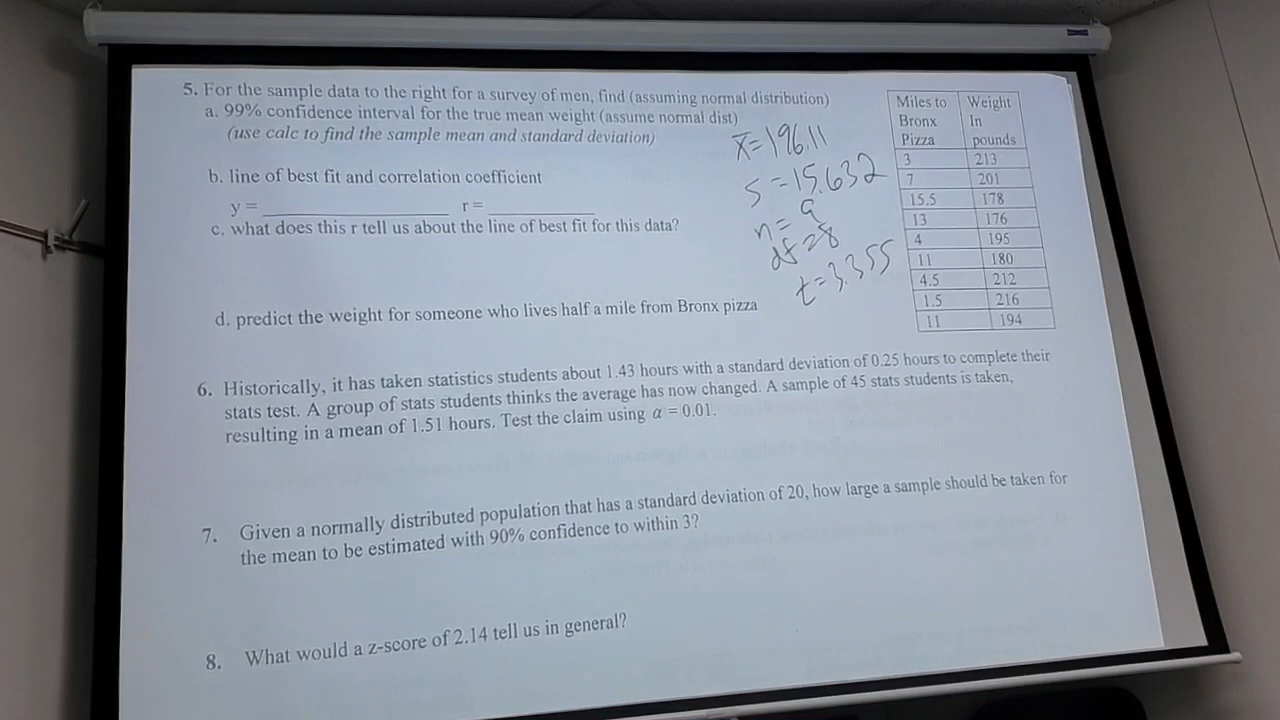 5. For the sample data to the right for a survey of men, find (assuming normal distribution)
a. 99% confidence interval for the true mean weight (assume normal dist)
(use calc to find the sample mean and standard deviation)
b. line of best fit and correlation coefficient
y = ____________________ r = ____________
c. what does this r tell us about the line of best fit for this data?
d. predict the weight for someone who lives half a mile from Bronx pizza
x̅=196.11
s=15.632
n=9
df=8
t=3.355
Miles to Bronx Pizza Weight In pounds
3 213
7 201
15.5 178
13 176
4 195
11 180
4.5 212
1.5 216
11 194
6. Historically, it has taken statistics students about 1.43 hours with a standard deviation of 0.25 hours to complete their
stats test. A group of stats students thinks the average has now changed. A sample of 45 stats students is taken,
resulting in a mean of 1.51 hours. Test the claim using α = 0.01.
7. Given a normally distributed population that has a standard deviation of 20, how large a sample should be taken for
the mean to be estimated with 90% confidence to within 3?
8. What would a z-score of 2.14 tell us in general?